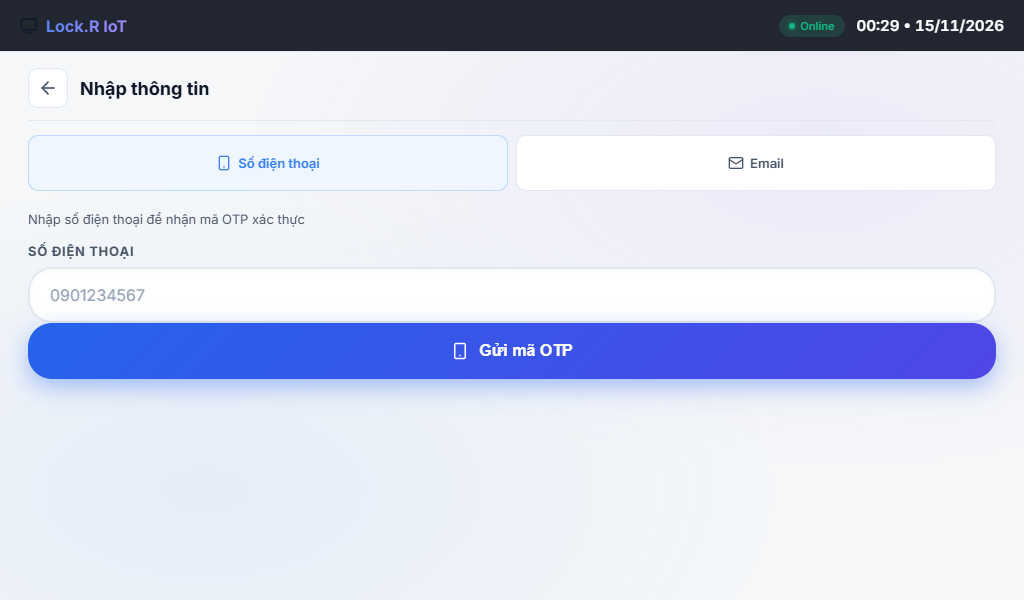 Lock.R IoT
Online
00:29 • 15/11/2026
Nhập thông tin
Số điện thoại
Email
Nhập số điện thoại để nhận mã OTP xác thực
SỐ ĐIỆN THOẠI
0901234567
Gửi mã OTP